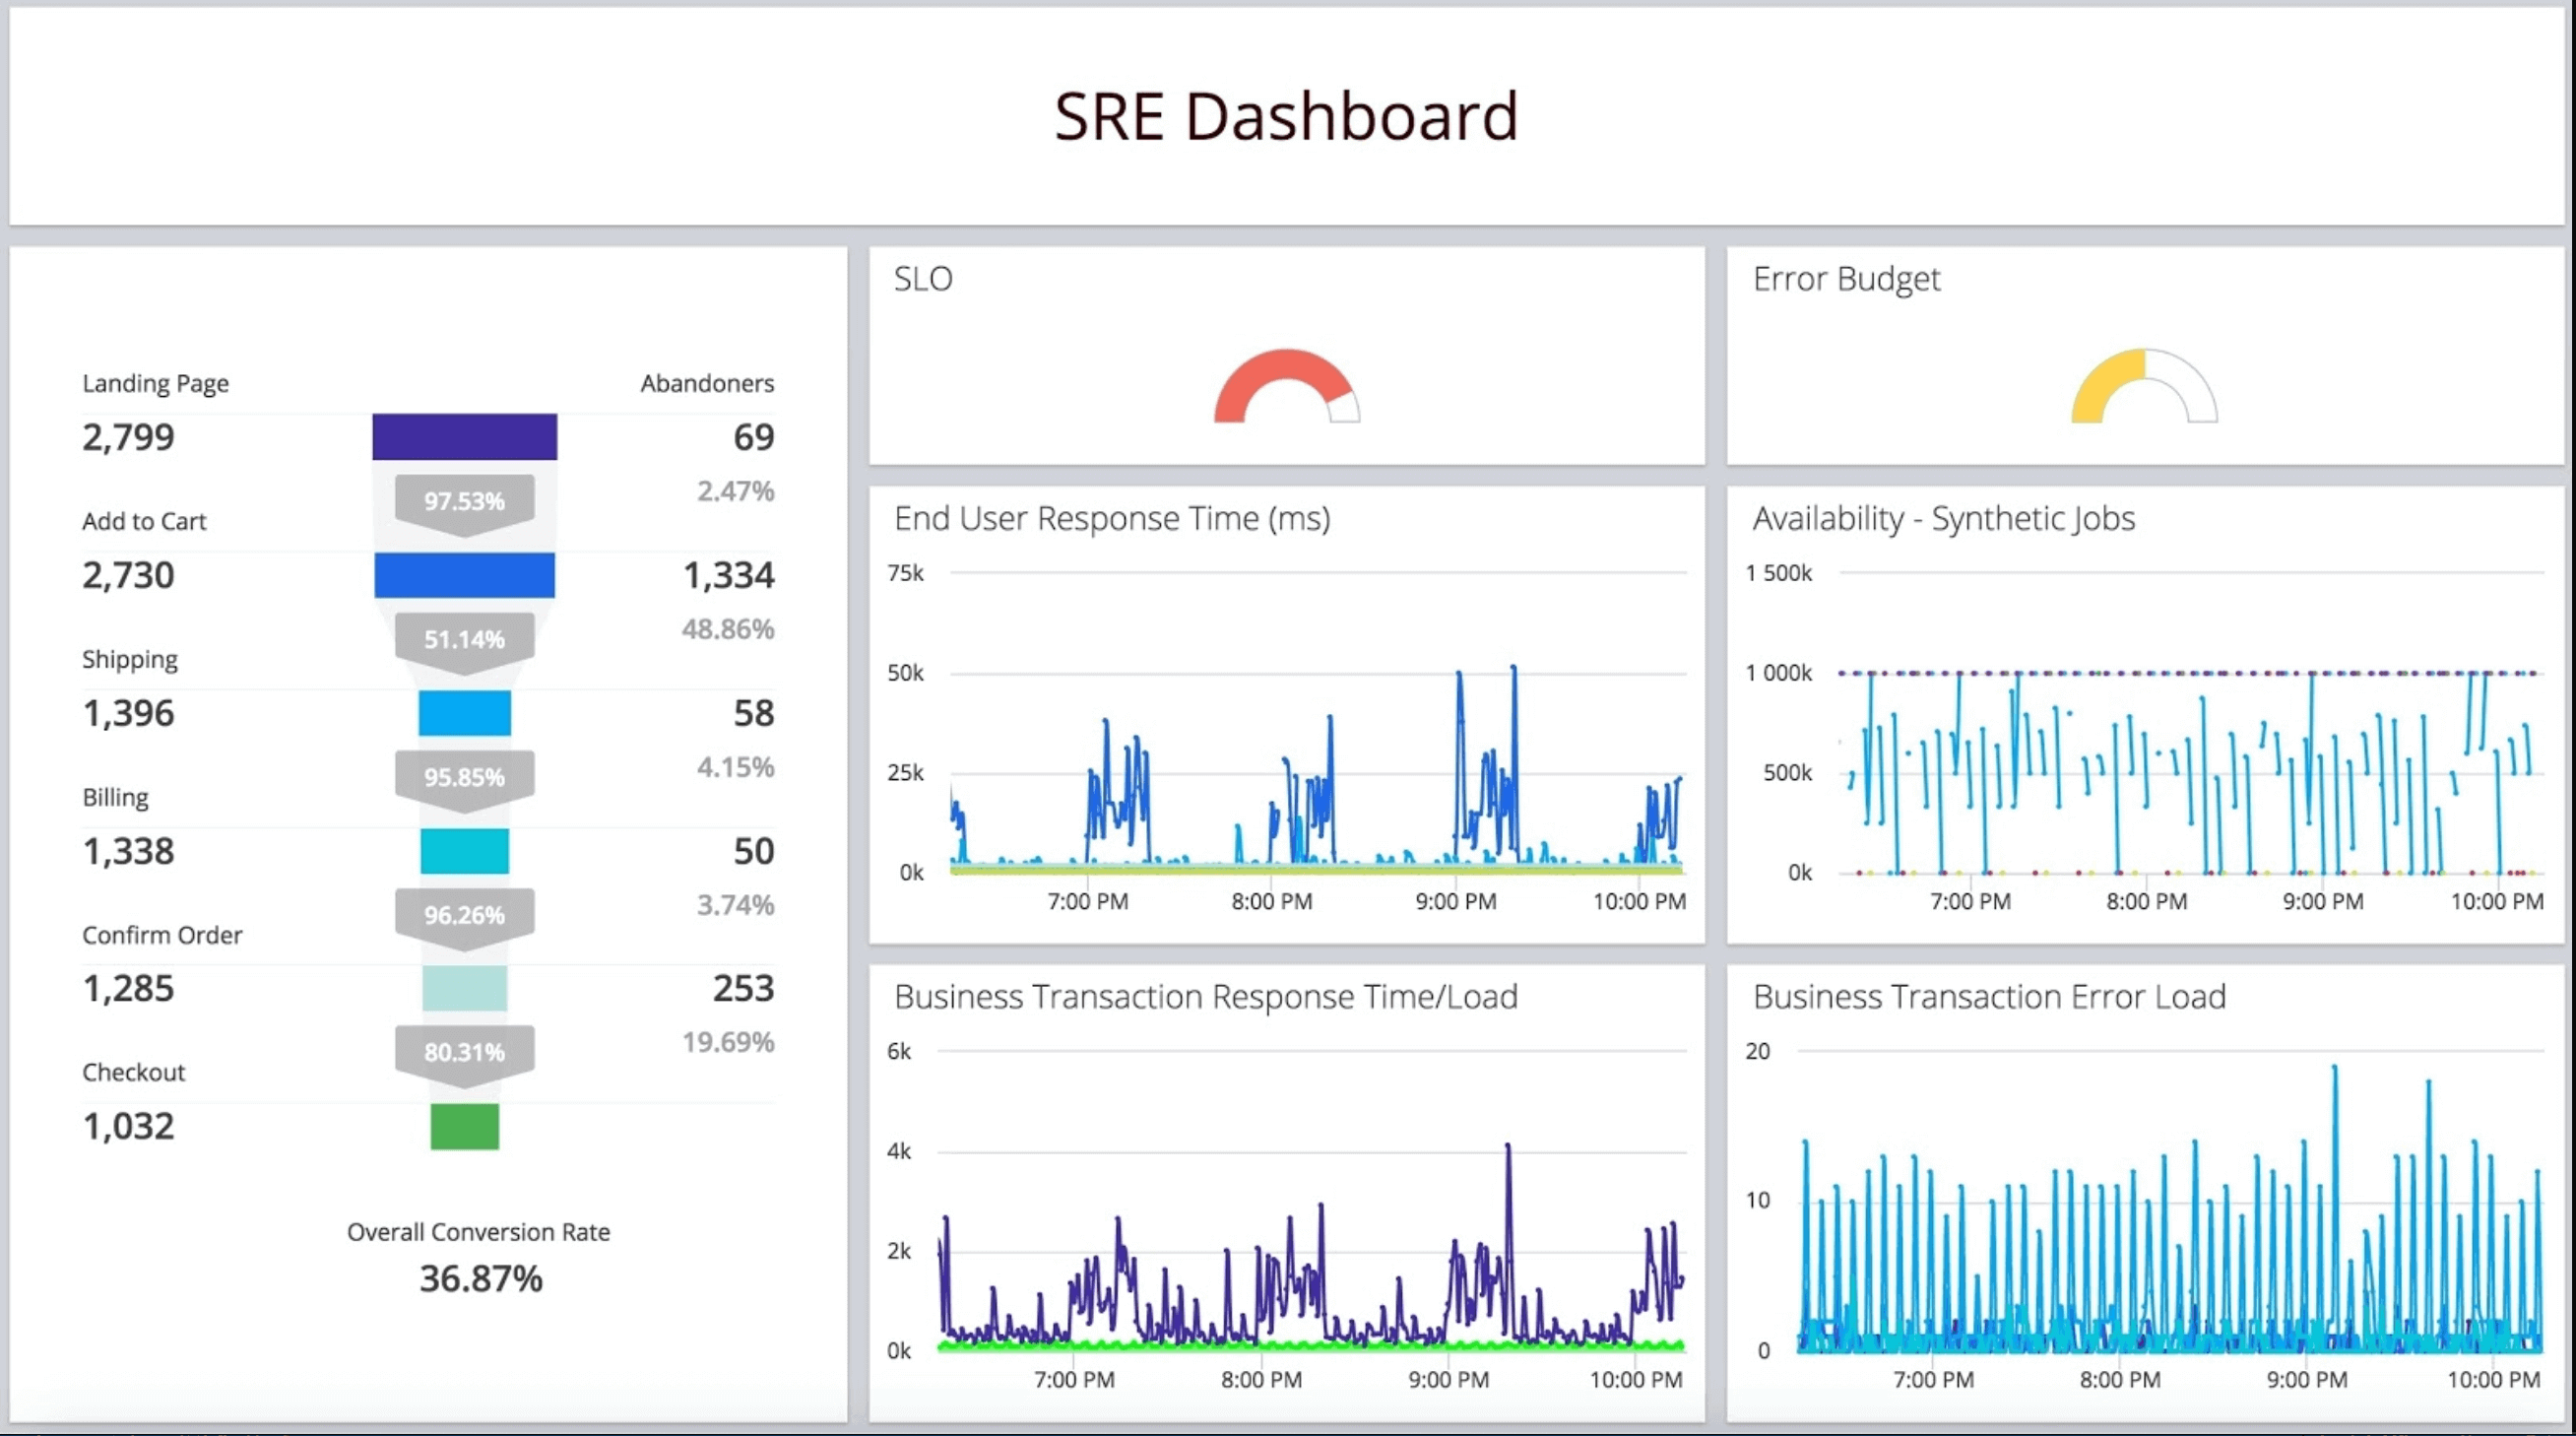 SRE Dashboard
Landing Page Abandoners
2,799 69
97.53% 2.47%
Add to Cart
2,730 1,334
51.14% 48.86%
Shipping
1,396 58
95.85% 4.15%
Billing
1,338 50
96.26% 3.74%
Confirm Order
1,285 253
80.31% 19.69%
Checkout
1,032
Overall Conversion Rate
36.87%
SLO
Error Budget
End User Response Time (ms)
75k
50k
25k
0k
7:00 PM 8:00 PM 9:00 PM 10:00 PM
Availability - Synthetic Jobs
1 500k
1 000k
500k
0k
7:00 PM 8:00 PM 9:00 PM 10:00 PM
Business Transaction Response Time/Load
6k
4k
2k
0k
7:00 PM 8:00 PM 9:00 PM 10:00 PM
Business Transaction Error Load
20
10
0
7:00 PM 8:00 PM 9:00 PM 10:00 PM